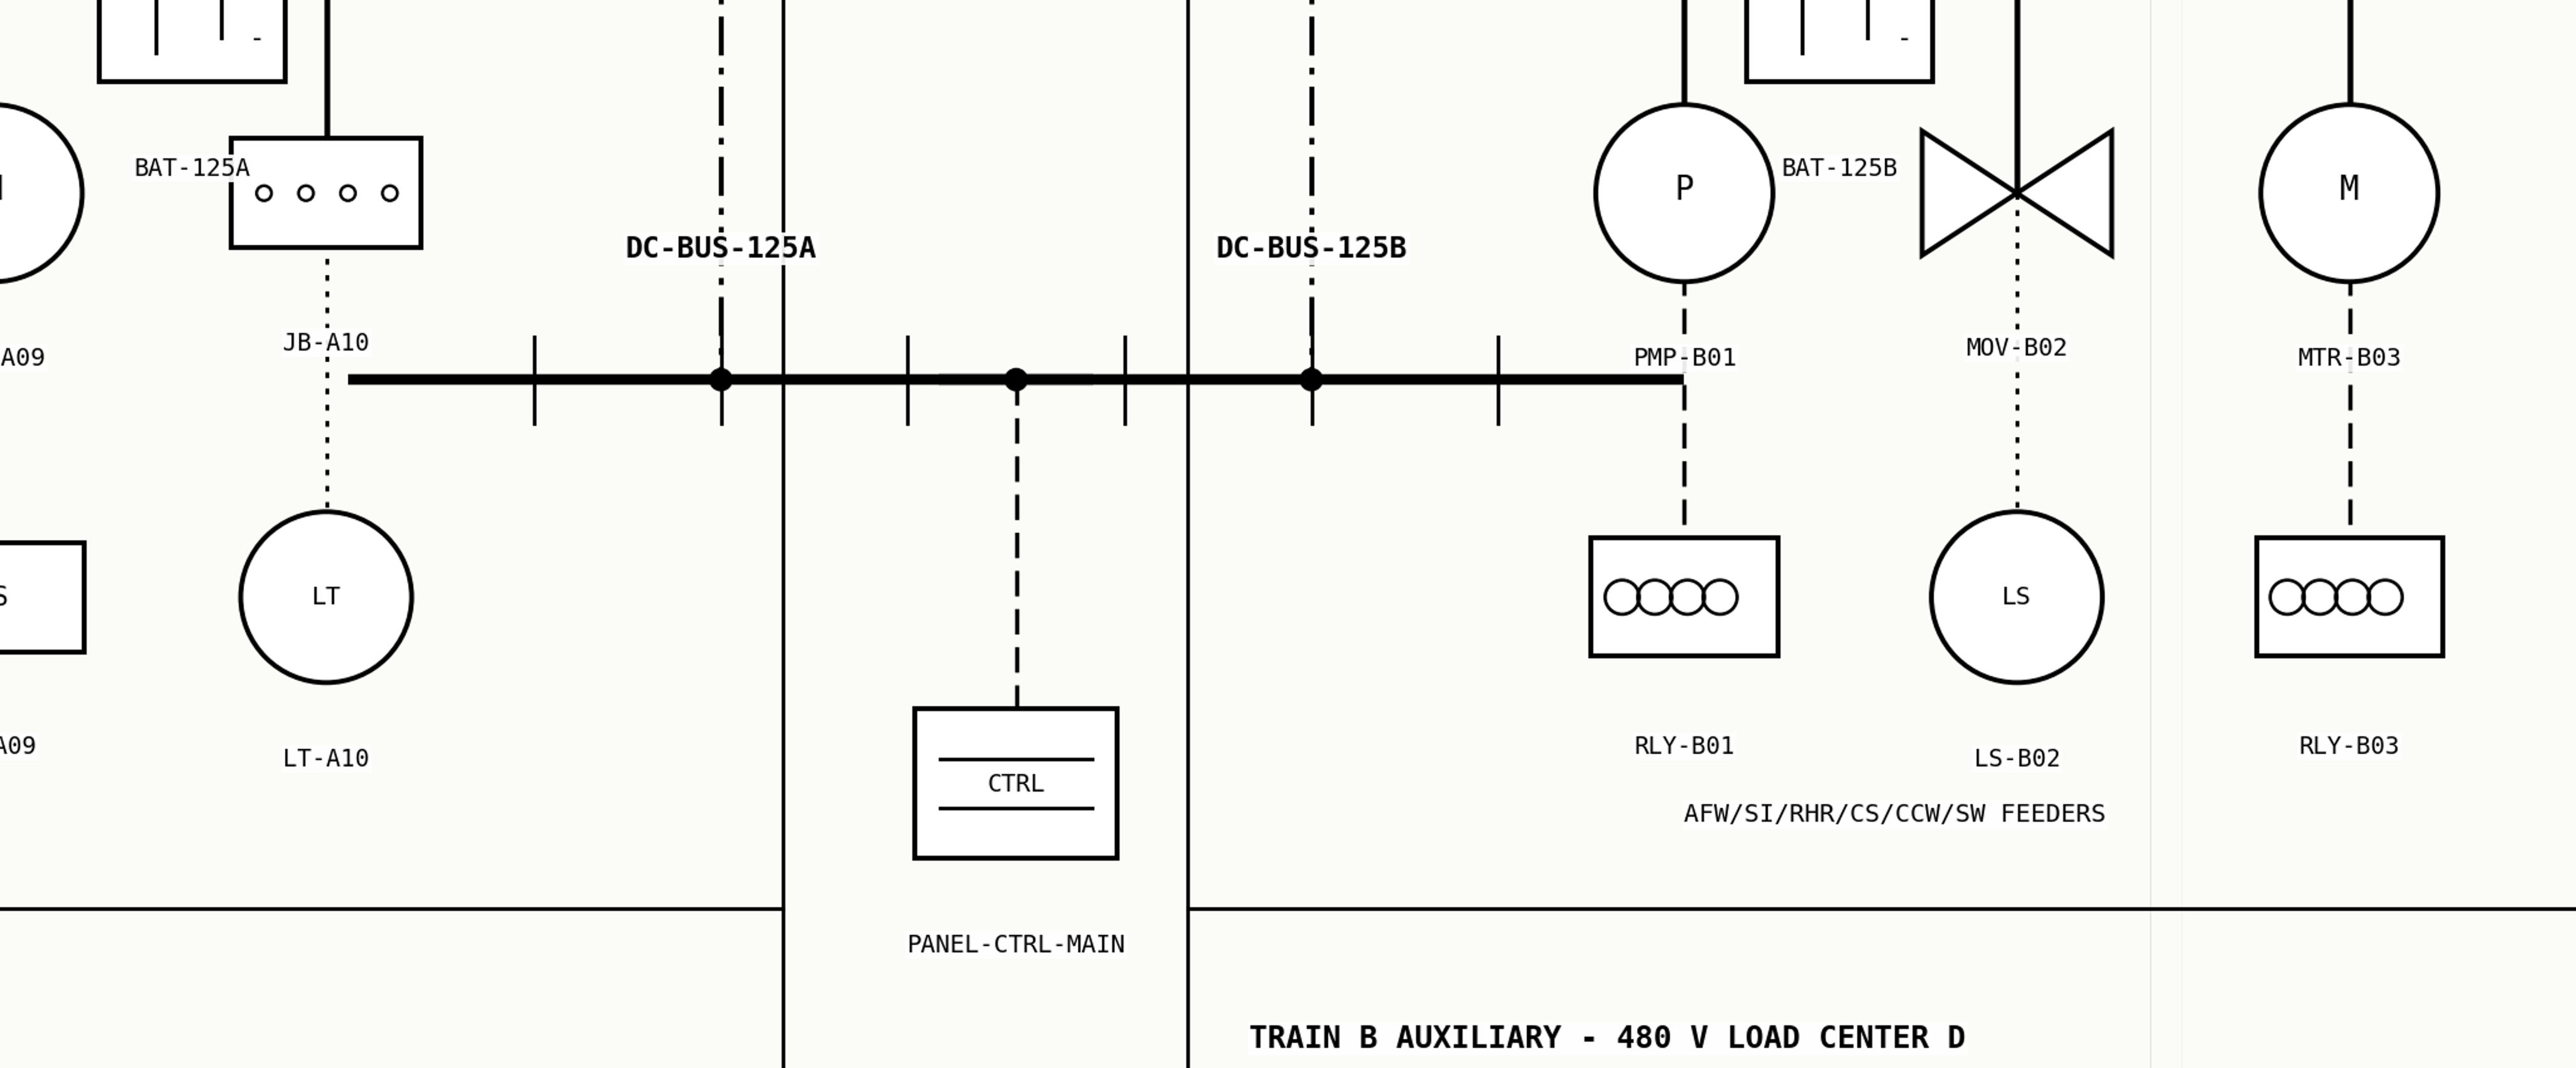 -
-
BAT-125A
P
BAT-125B
M
DC-BUS-125A
DC-BUS-125B
JB-A10
A09
PMP-B01
MOV-B02
MTR-B03
S
LT
LS
A09
LT-A10
CTRL
RLY-B01
LS-B02
RLY-B03
AFW/SI/RHR/CS/CCW/SW FEEDERS
PANEL-CTRL-MAIN
TRAIN B AUXILIARY - 480 V LOAD CENTER D